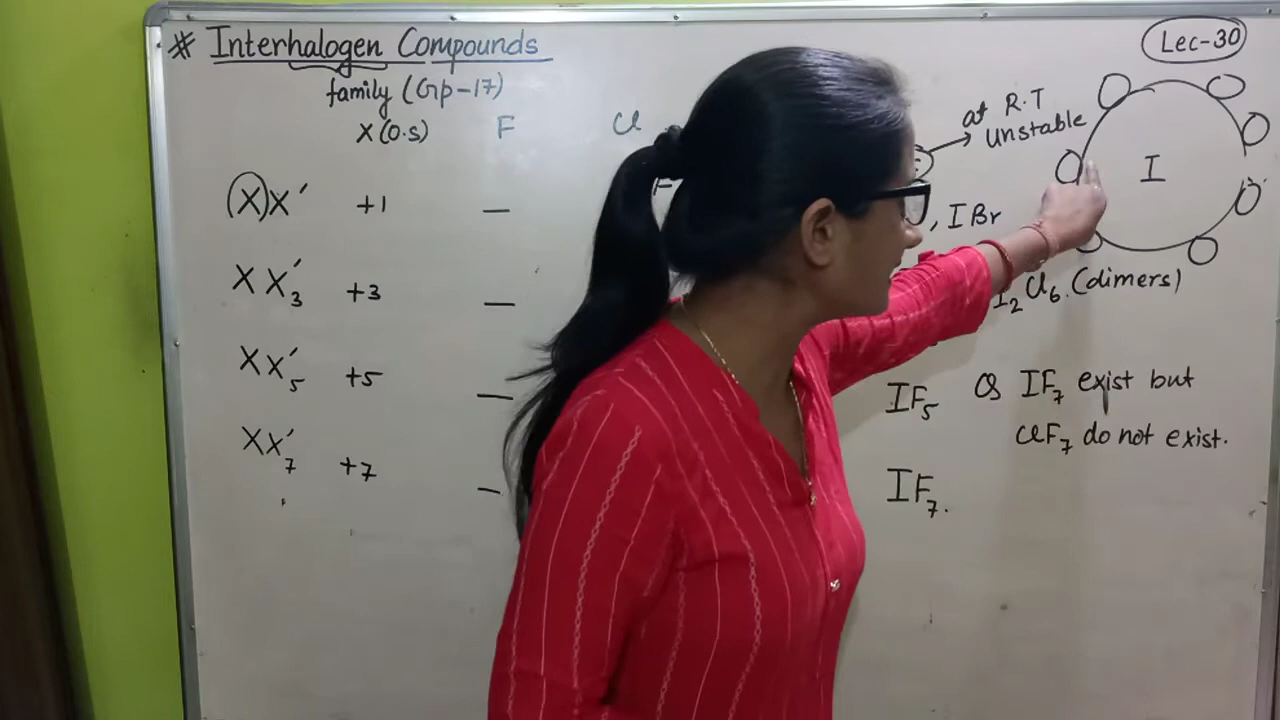 # Interhalogen Compounds
Lec-30
family (Grp-17)
X (O.S) F Cl
at R.T
Unstable
XX′ +1 —
F
, IBr
I
XX′₃ +3 —
I₂Cl₆. (dimers)
XX′₅ +5 —
IF₅
Q IF₇ exist but
ClF₇ do not exist.
XX′₇ +7 -
IF₇.